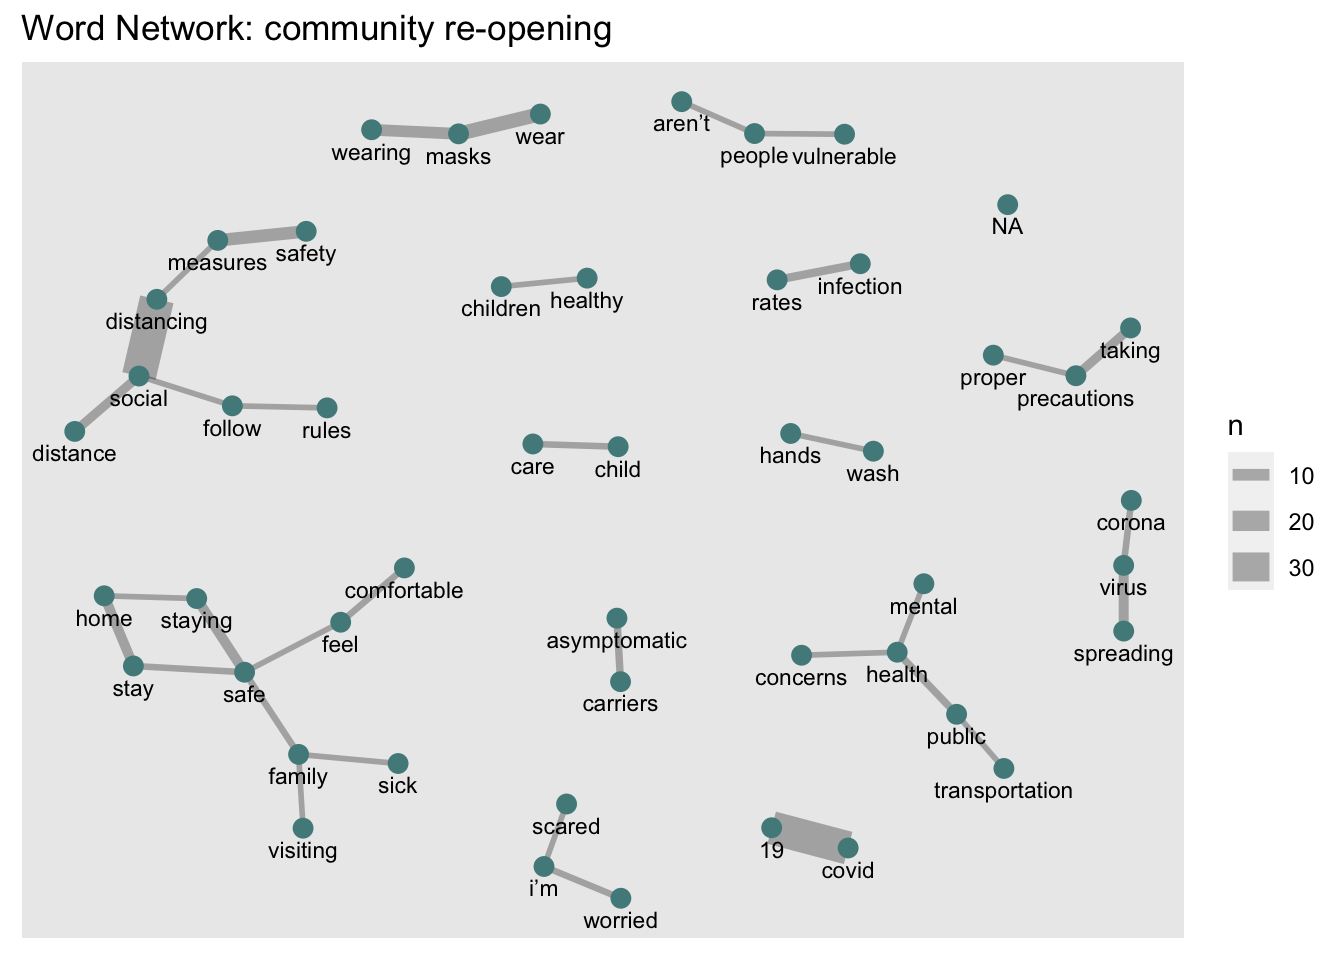 Word Network: community re-opening
wearing
masks
wear
aren’t
people
vulnerable
NA
measures
safety
distancing
social
distance
follow
rules
children
healthy
rates
infection
proper
precautions
taking
care
child
hands
wash
corona
virus
spreading
home
staying
stay
safe
comfortable
feel
family
sick
visiting
asymptomatic
carriers
mental
concerns
health
public
transportation
scared
i’m
worried
19
covid
n
10
20
30